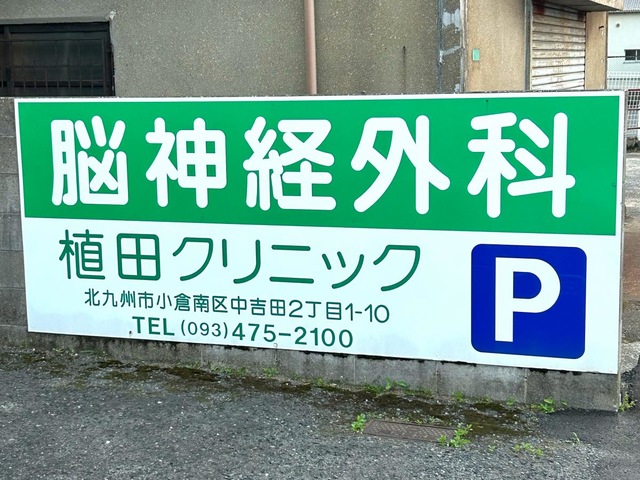 脳神経外科
植田クリニック
北九州市小倉南区中吉田2丁目1-10
TEL(093)475-2100
P